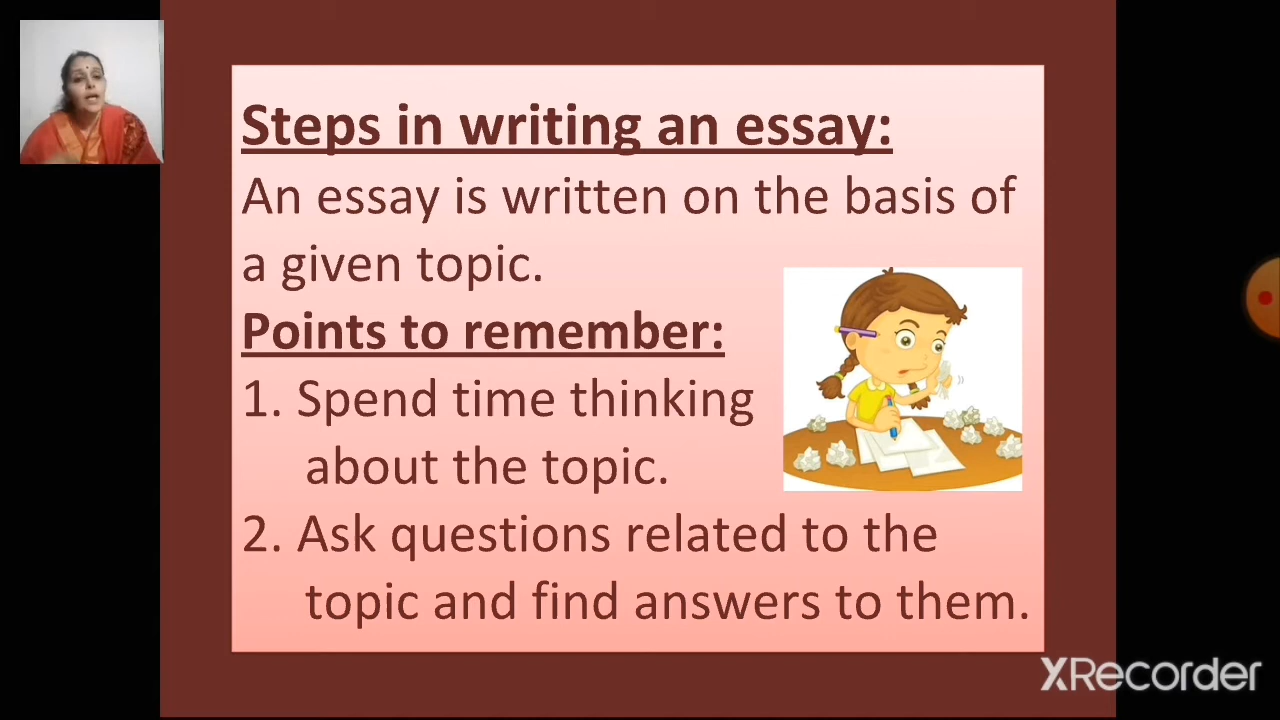 Steps in writing an essay:
An essay is written on the basis of
a given topic.
Points to remember:
1. Spend time thinking
about the topic.
2. Ask questions related to the
topic and find answers to them.
XRecorder